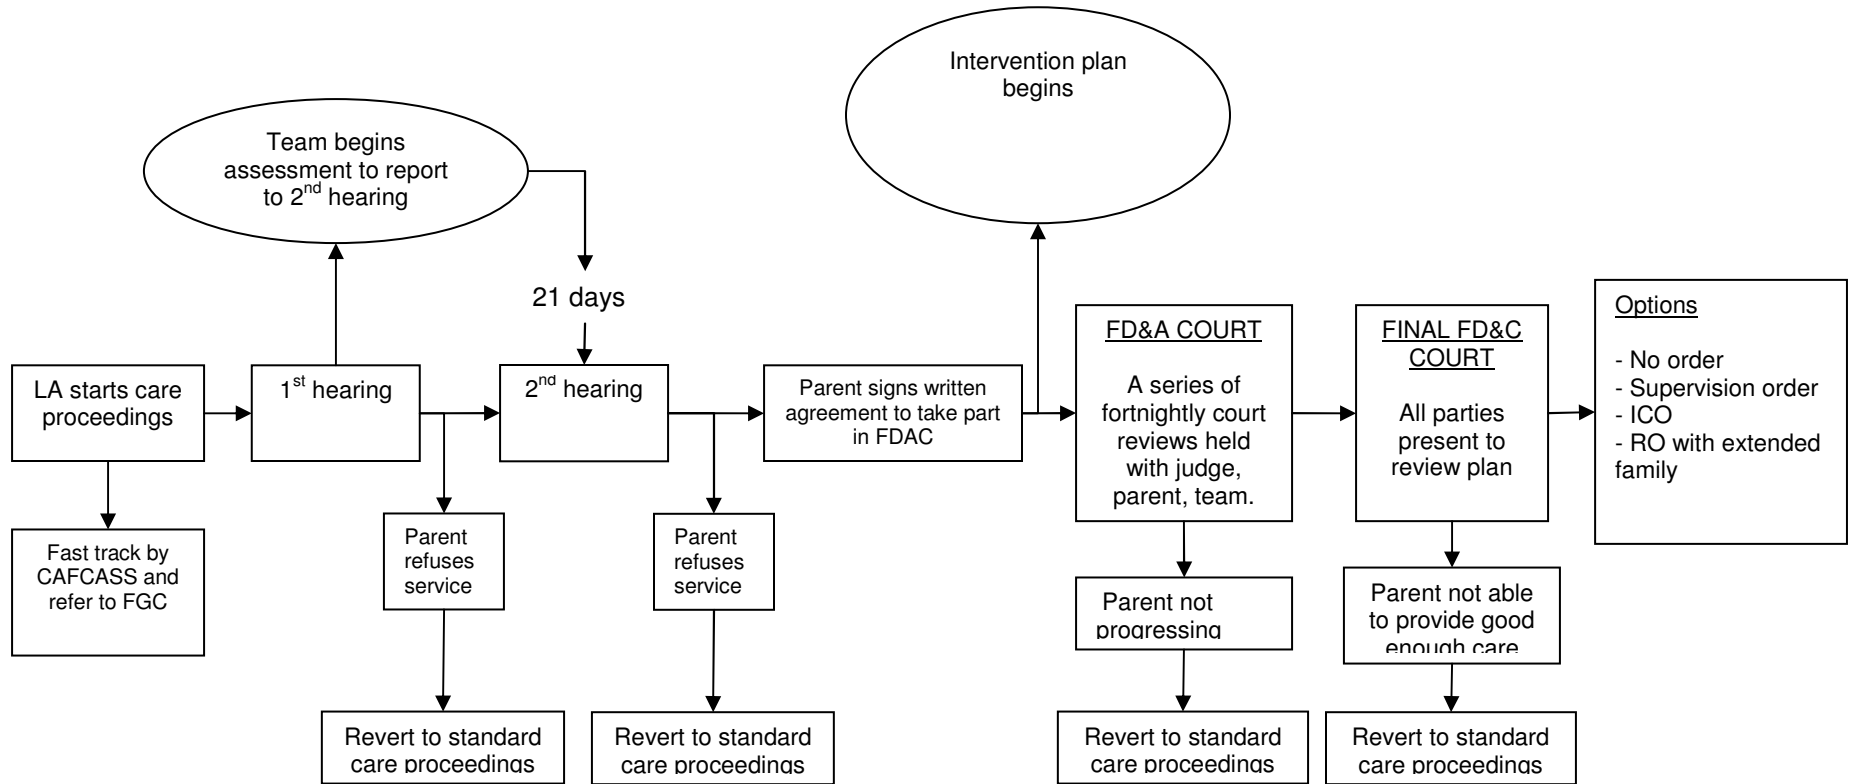 Intervention plan
begins
Team begins
assessment to report
to 2nd hearing
21 days
LA starts care
proceedings
1st hearing
2nd hearing
Parent signs written
agreement to take part
in FDAC
FD&A COURT
A series of
fortnightly court
reviews held
with judge,
parent, team.
FINAL FD&C
COURT
All parties
present to
review plan
Options
- No order
- Supervision order
- ICO
- RO with extended
family
Fast track by
CAFCASS and
refer to FGC
Parent
refuses
service
Parent
refuses
service
Parent not
progressing
Parent not able
to provide good
enough care
Revert to standard
care proceedings
Revert to standard
care proceedings
Revert to standard
care proceedings
Revert to standard
care proceedings